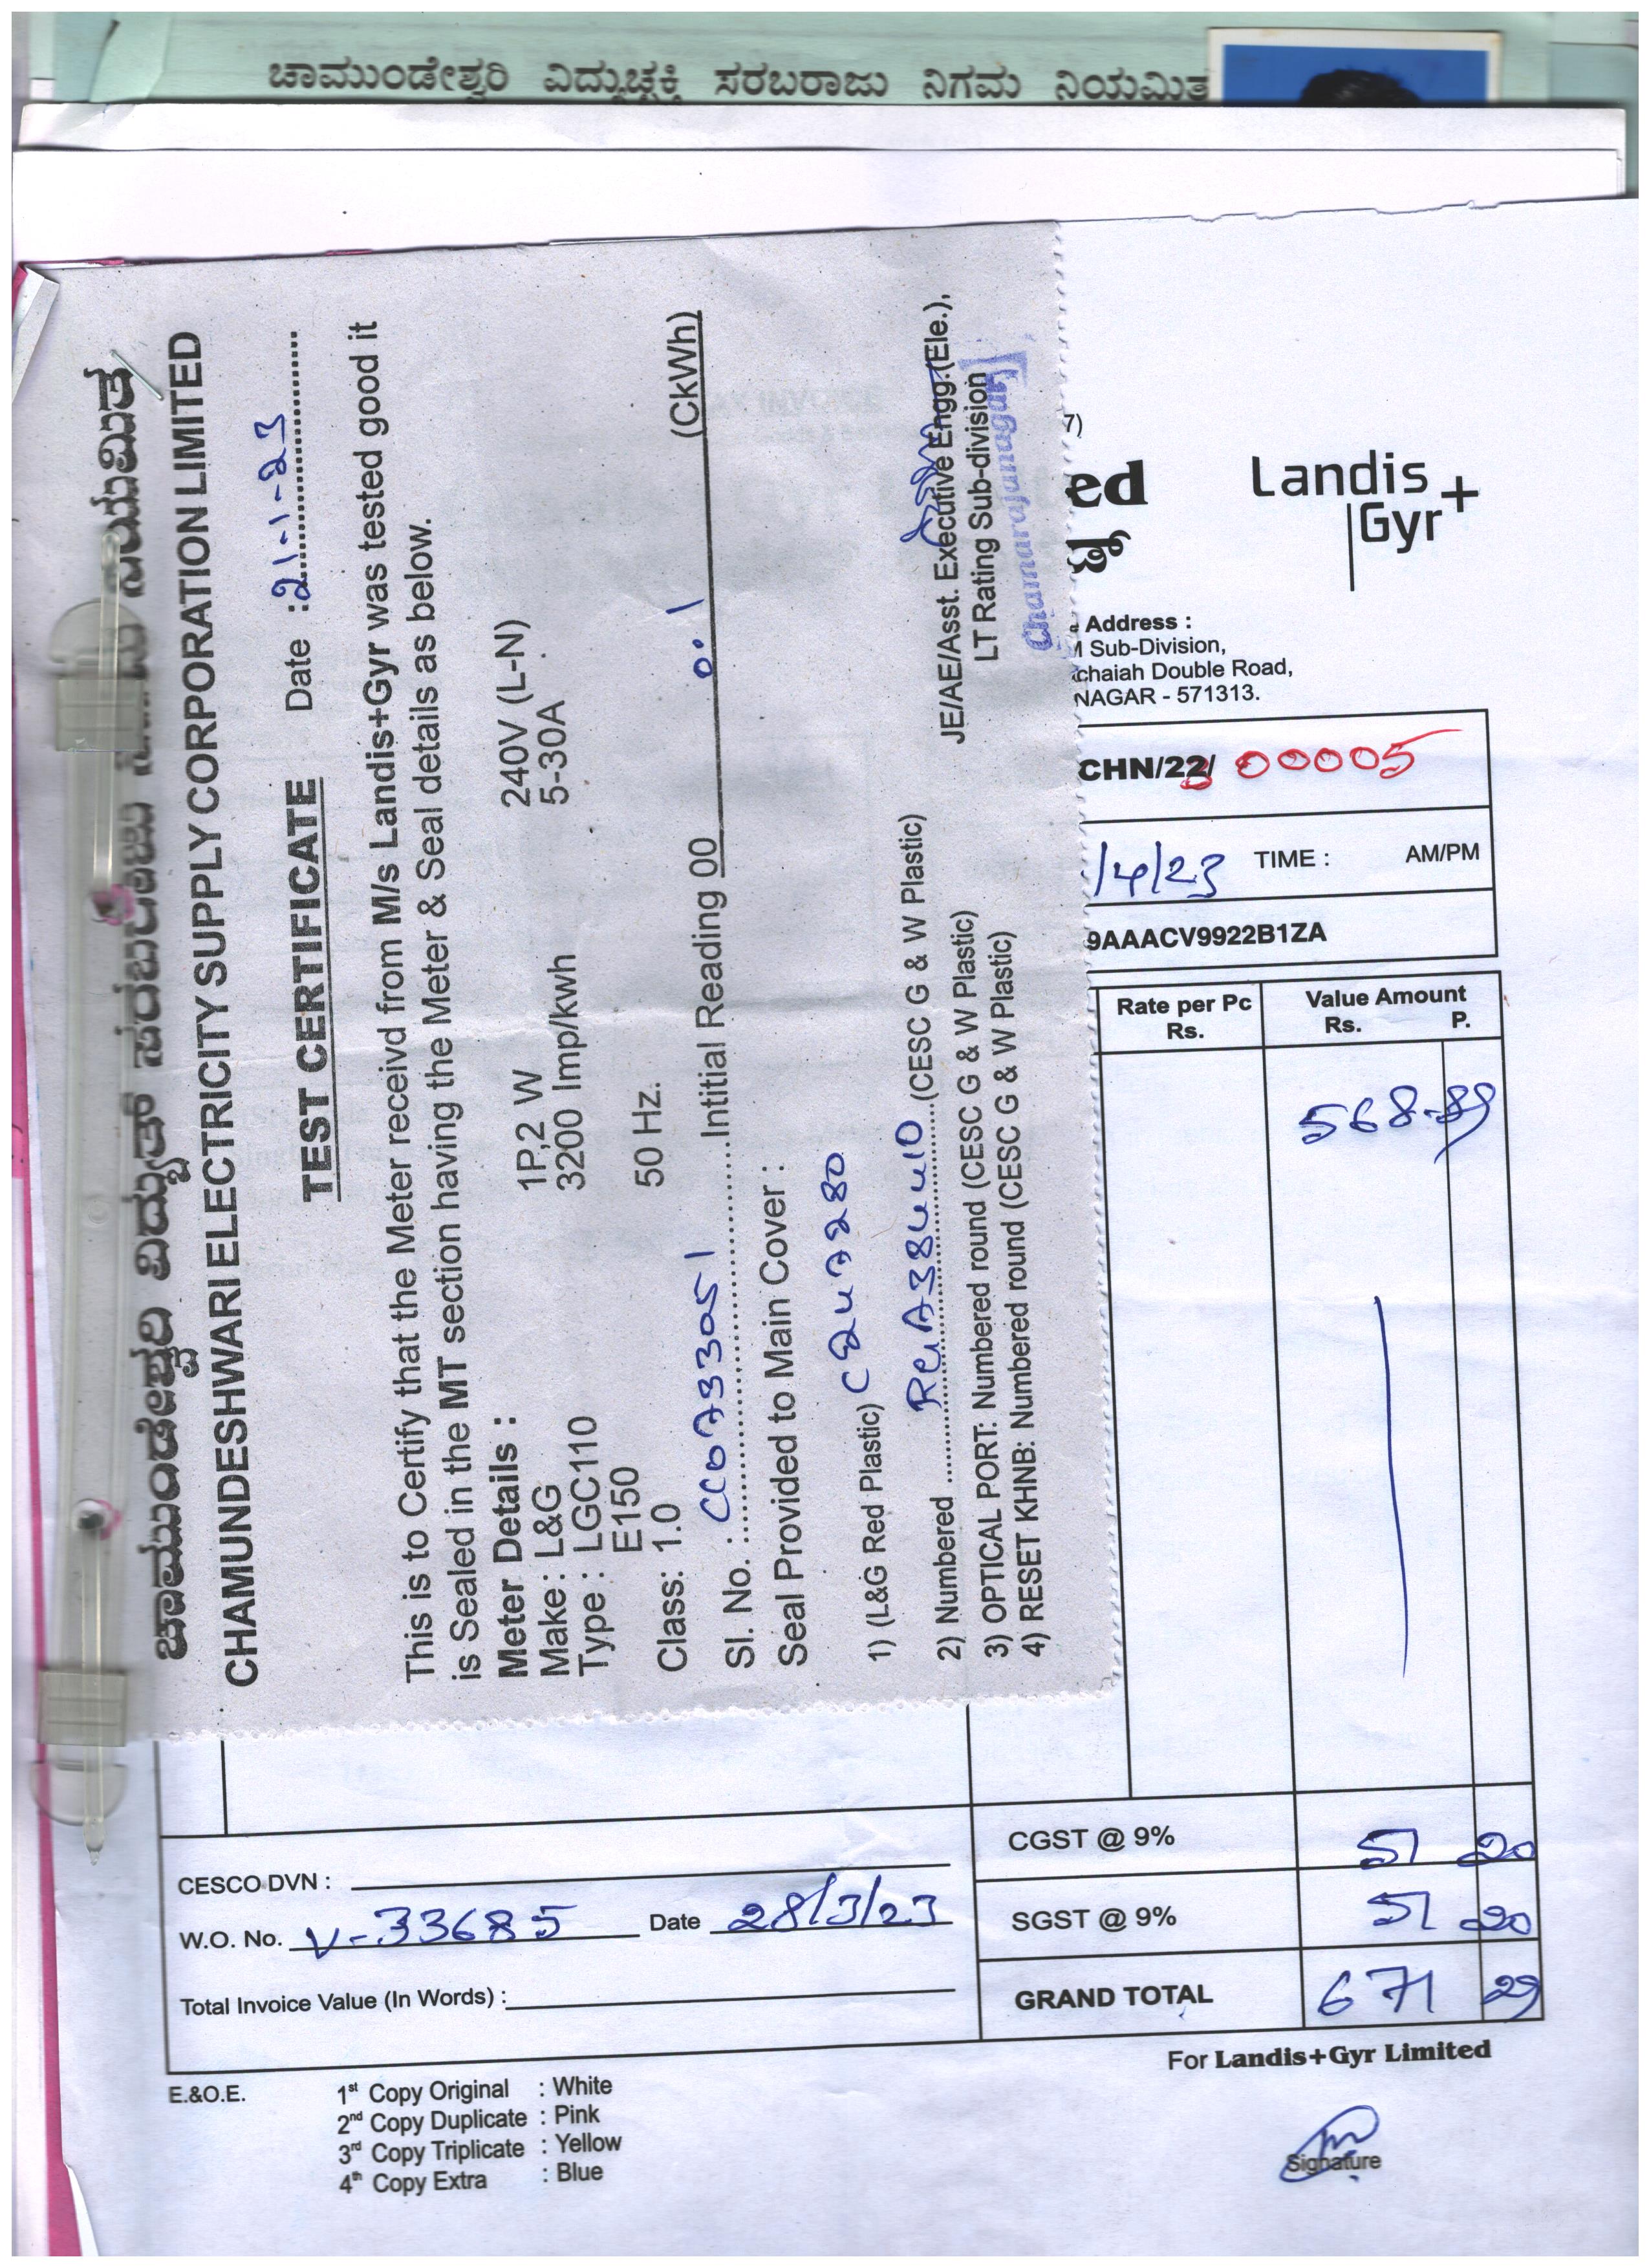 ಚಾಮುಂಡೇಶ್ವರಿ ವಿದ್ಯುಚ್ಛಕ್ತಿ ಸರಬರಾಜು ನಿಗಮ ನಿಯಮಿತ
ಚಾಮುಂಡೇಶ್ವರಿ ವಿದ್ಯುತ್ ಸರಬರಾಜು
CHAMUNDESHWARI ELECTRICITY SUPPLY CORPORATION LIMITED
TEST CERTIFICATE Date : 21-1-23
This is to Certify that the Meter receivd from M/s Landis+Gyr was tested good it
is Sealed in the MT section having the Meter & Seal details as below.
Meter Details :
Make : L&G 1P,2 W 240V (L-N)
Type : LGC110 3200 Imp/kwh 5-30A
E150
Class: 1.0 50 Hz.
Sl. No. : CC0733051 Intitial Reading 00 0.1 (CkWh)
Seal Provided to Main Cover :
1) (L&G Red Plastic) C2472280
2) Numbered (CESC G & W Plastic)
3) OPTICAL PORT: Numbered round (CESC G & W Plastic)
4) RESET KHNB: Numbered round (CESC G & W Plastic)
JE/AE/Asst. Executive Engg.(Ele.),
LT Rating Sub-division
Chamarajanagar
7)
ed
Landis
Gyr+
Address :
M Sub-Division,
chaiah Double Road,
NAGAR - 571313.
CHN/22/ 00005
/4/23 TIME : AM/PM
9AAACV9922B1ZA
Rate per Pc Value Amount
Rs. Rs. P.
568-89
CGST @ 9% 51 20
CESCO DVN :
SGST @ 9% 51 20
W.O. No. V-33685 Date 28/3/23
GRAND TOTAL 671 29
Total Invoice Value (In Words) :
For Landis+Gyr Limited
E.&O.E. 1st Copy Original : White
2nd Copy Duplicate : Pink
3rd Copy Triplicate : Yellow
4th Copy Extra : Blue
Signature